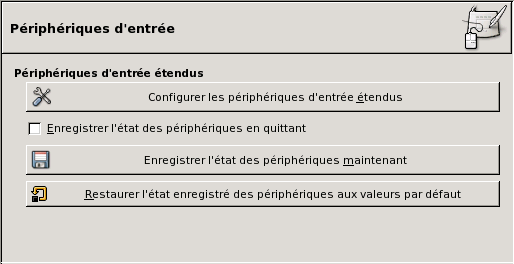 Périphériques d'entrée
Périphériques d'entrée étendus
Configurer les périphériques d'entrée étendus
Enregistrer l'état des périphériques en quittant
Enregistrer l'état des périphériques maintenant
Restaurer l'état enregistré des périphériques aux valeurs par défaut